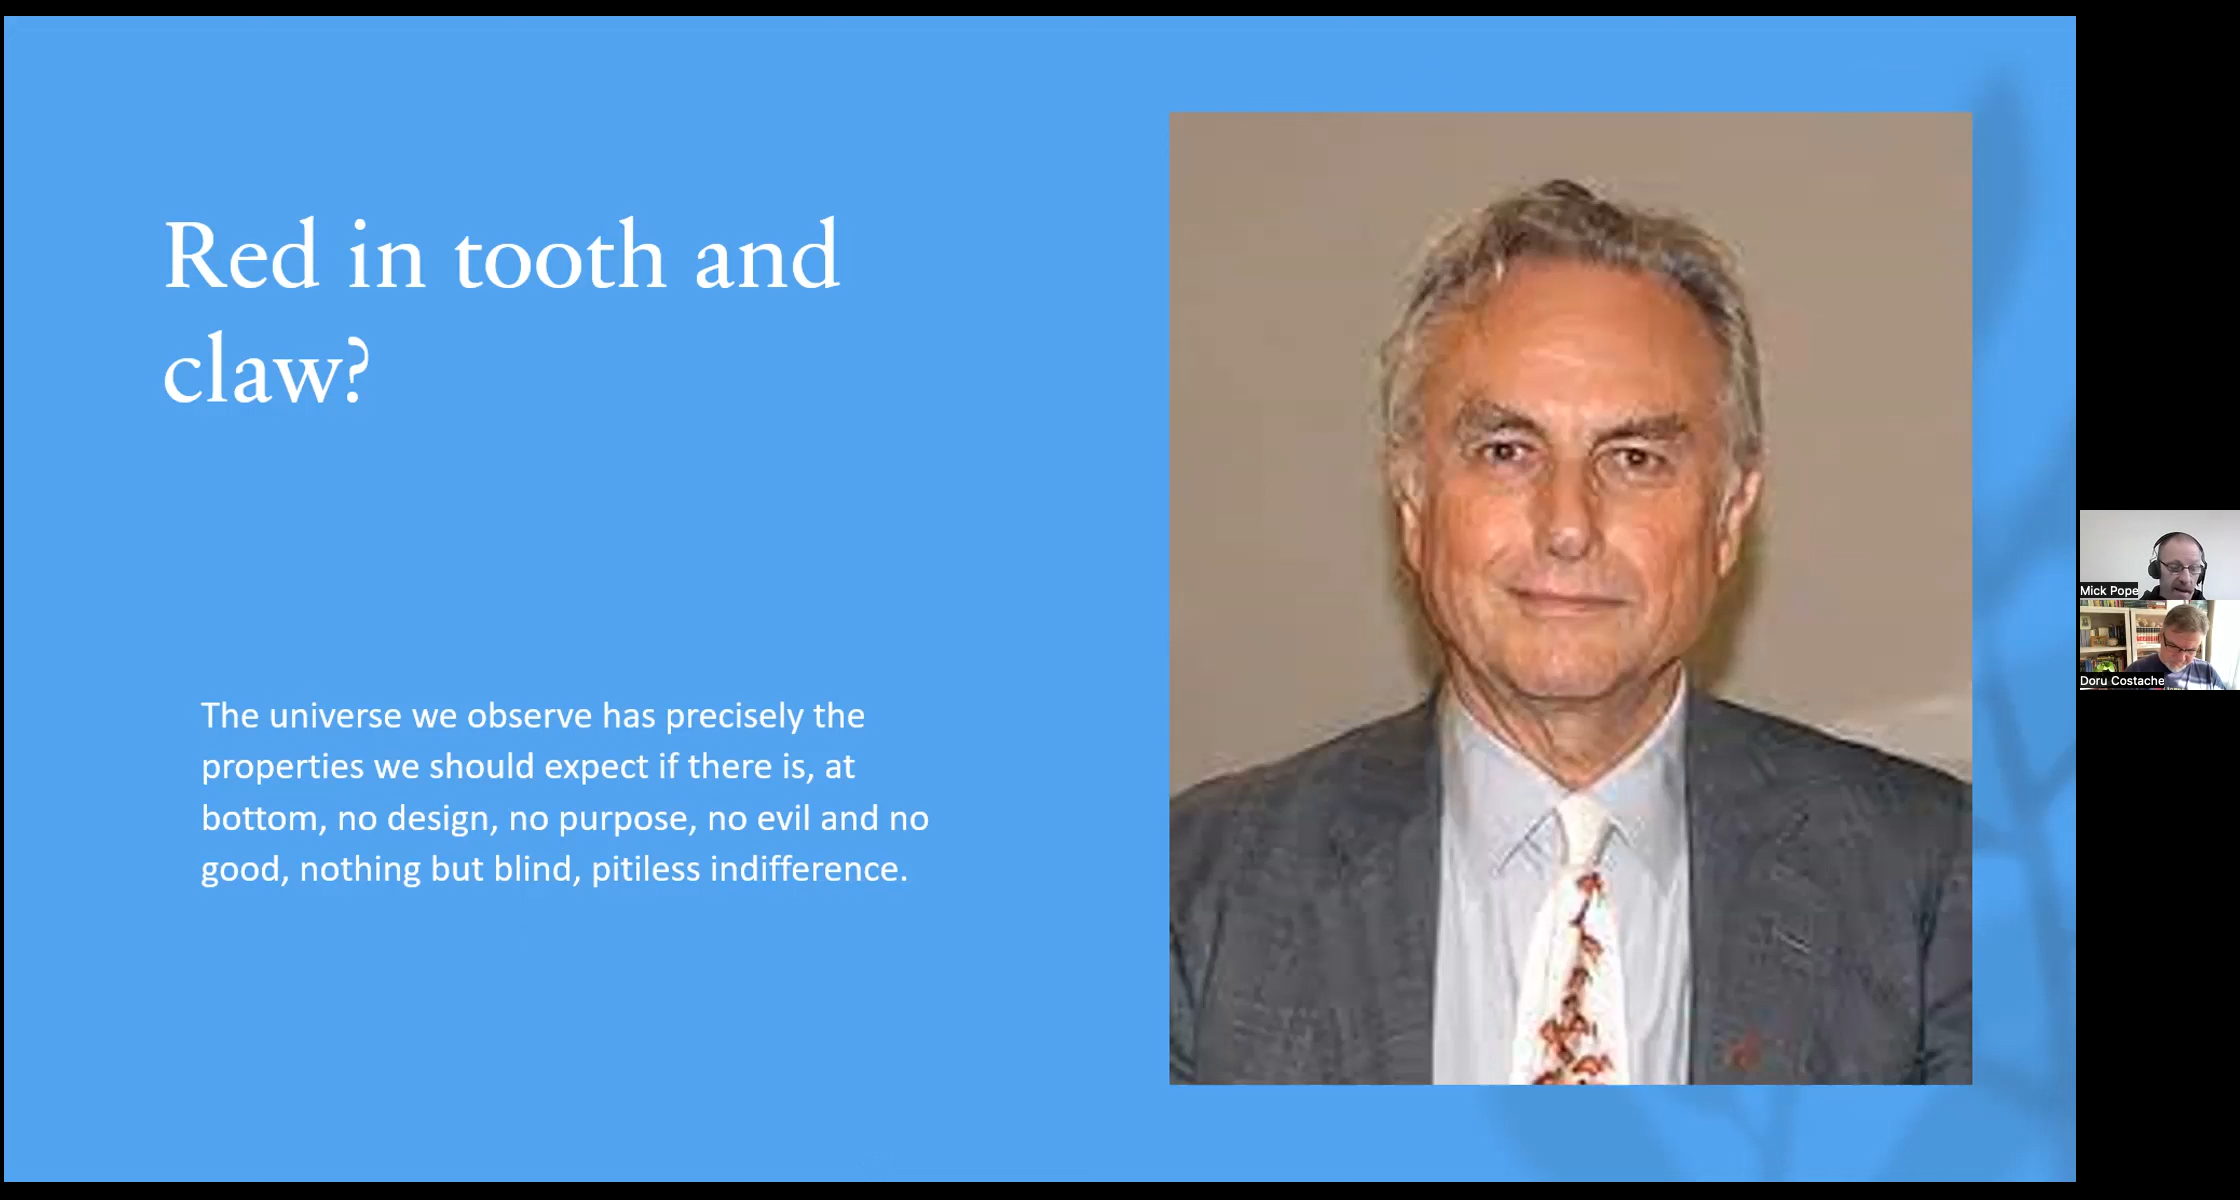 Red in tooth and
claw?
The universe we observe has precisely the
properties we should expect if there is, at
bottom, no design, no purpose, no evil and no
good, nothing but blind, pitiless indifference.
Mick Pope
Doru Costache